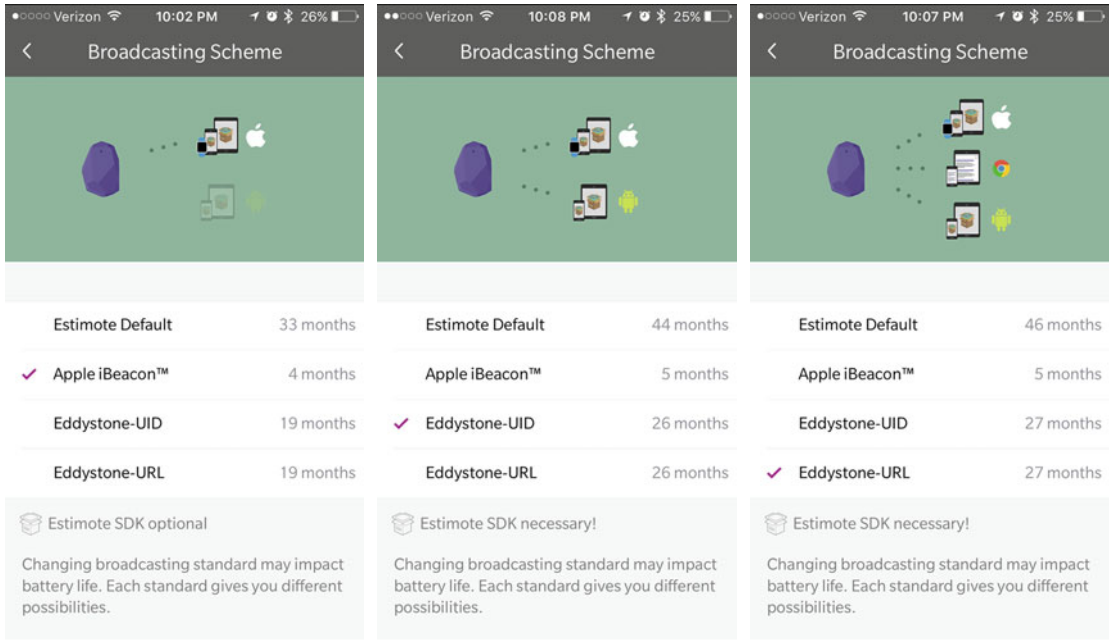 Verizon 10:02 PM 26%
Broadcasting Scheme
Estimote Default 33 months
Apple iBeacon™ 4 months
Eddystone-UID 19 months
Eddystone-URL 19 months
Estimote SDK optional
Changing broadcasting standard may impact
battery life. Each standard gives you different
possibilities.
Verizon 10:08 PM 25%
Broadcasting Scheme
Estimote Default 44 months
Apple iBeacon™ 5 months
Eddystone-UID 26 months
Eddystone-URL 26 months
Estimote SDK necessary!
Changing broadcasting standard may impact
battery life. Each standard gives you different
possibilities.
Verizon 10:07 PM 25%
Broadcasting Scheme
Estimote Default 46 months
Apple iBeacon™ 5 months
Eddystone-UID 27 months
Eddystone-URL 27 months
Estimote SDK necessary!
Changing broadcasting standard may impact
battery life. Each standard gives you different
possibilities.